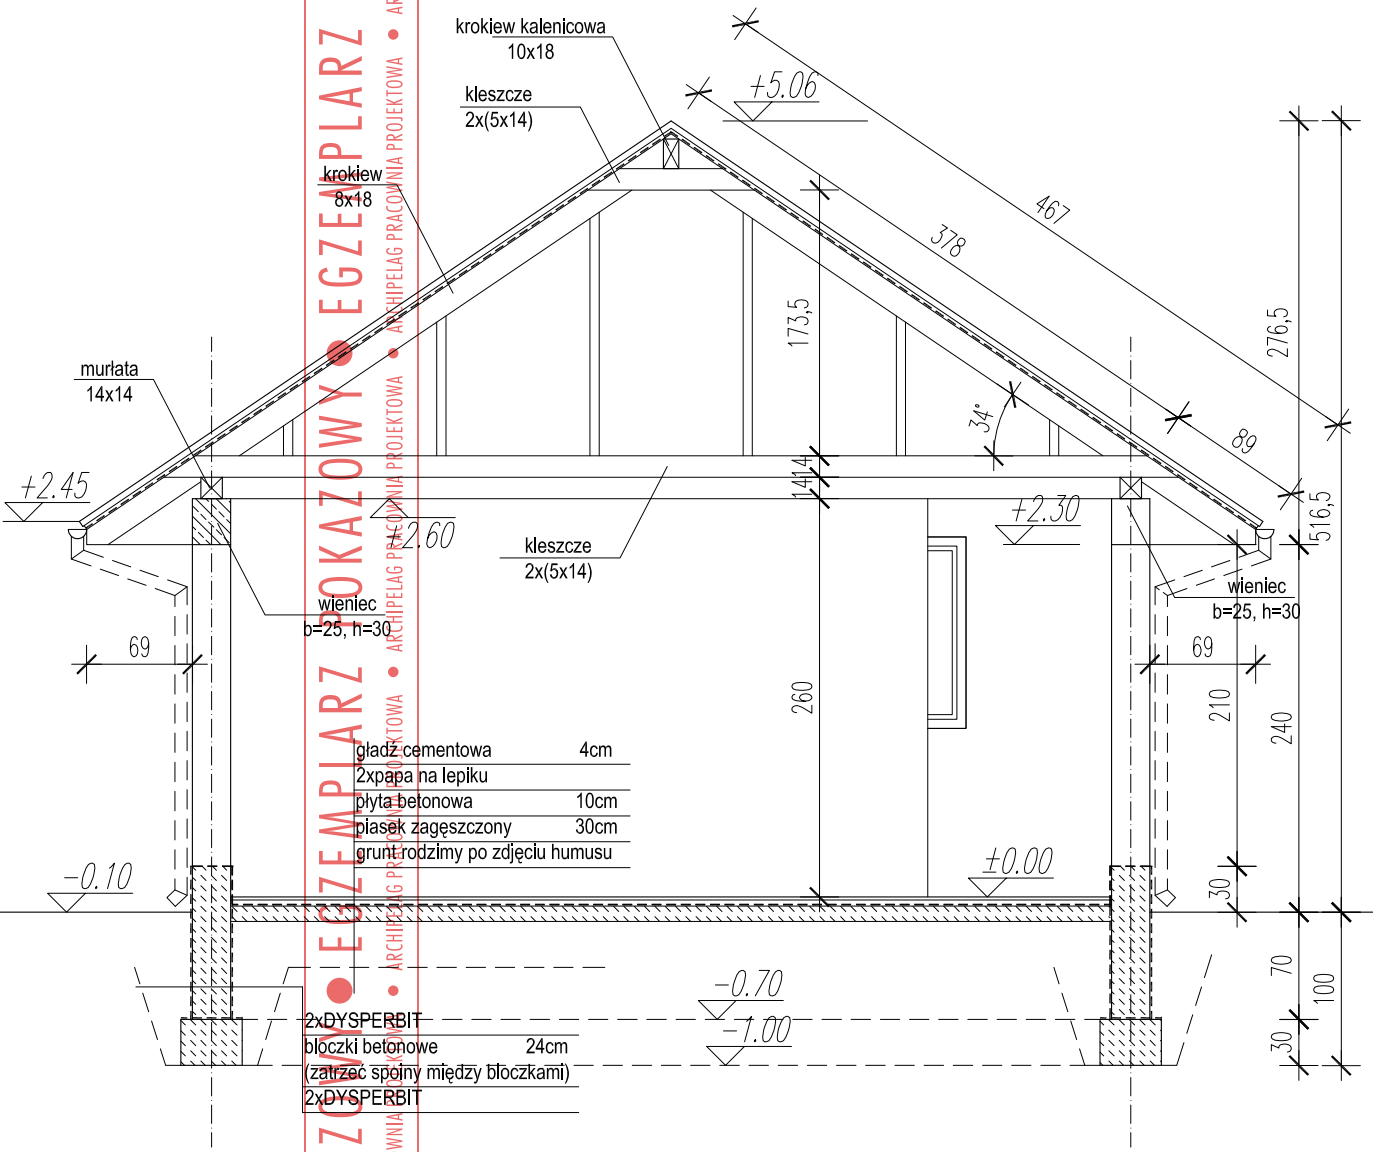 krokiew kalenicowa
10x18
kleszcze
2x(5x14)
krokiew
8x18
murłata
14x14
+5.06
467
378
89
276,5
516,5
173,5
34°
14
14
+2.45
+2.60
+2.30
kleszcze
2x(5x14)
wieniec
b=25, h=30
wieniec
b=25, h=30
69
69
260
210
240
gładź cementowa 4cm
2xpapa na lepiku
płyta betonowa 10cm
piasek zagęszczony 30cm
grunt rodzimy po zdjęciu humusu
-0.10
±0.00
30
-0.70
-1.00
70
100
30
2xDYSPERBIT
bloczki betonowe 24cm
(zatrzeć spoiny między bloczkami)
2xDYSPERBIT
ZOWY • EGZEMPLARZ POKAZOWY • EGZEMPLARZ
WNIA PROJEKTOWA • ARCHIPELAG PRACOWNIA PROJEKTOWA • ARCHIPELAG PRACOWNIA PROJEKTOWA • ARCHIPELAG PRACOWNIA PROJEKTOWA • AR